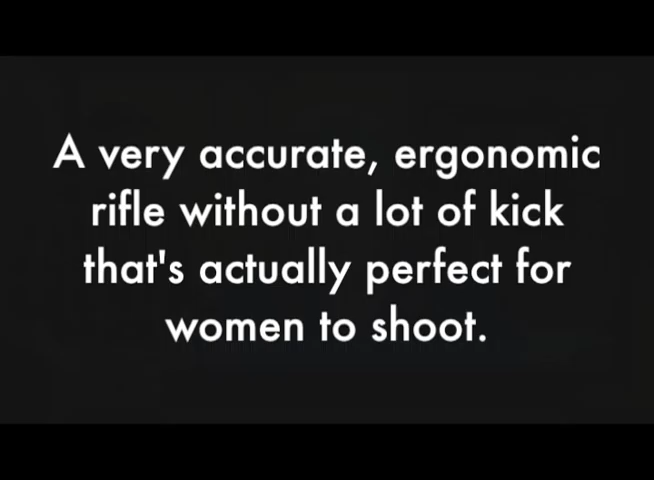 A very accurate, ergonomic
rifle without a lot of kick
that's actually perfect for
women to shoot.